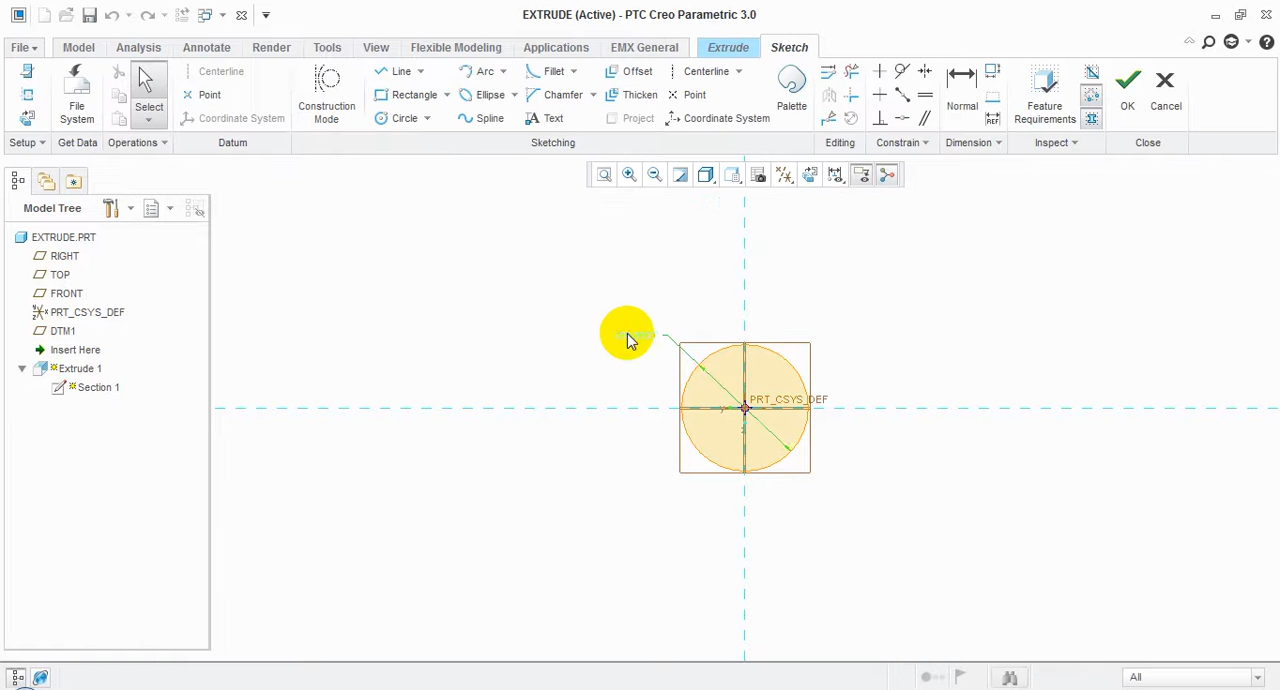 EXTRUDE (Active) - PTC Creo Parametric 3.0
File Model Analysis Annotate Render Tools View Flexible Modeling Applications EMX General Extrude Sketch
File System
Select
Centerline
Point
Coordinate System
Construction Mode
Line Arc Fillet Offset Centerline
Rectangle Ellipse Chamfer Thicken Point
Circle Spline Text Project Coordinate System
Palette
Normal
REF
Feature Requirements
OK
Cancel
Setup Get Data Operations Datum Sketching Editing Constrain Dimension Inspect Close
Model Tree
EXTRUDE.PRT
RIGHT
TOP
FRONT
PRT_CSYS_DEF
DTM1
Insert Here
Extrude 1
Section 1
PRT_CSYS_DEF
All